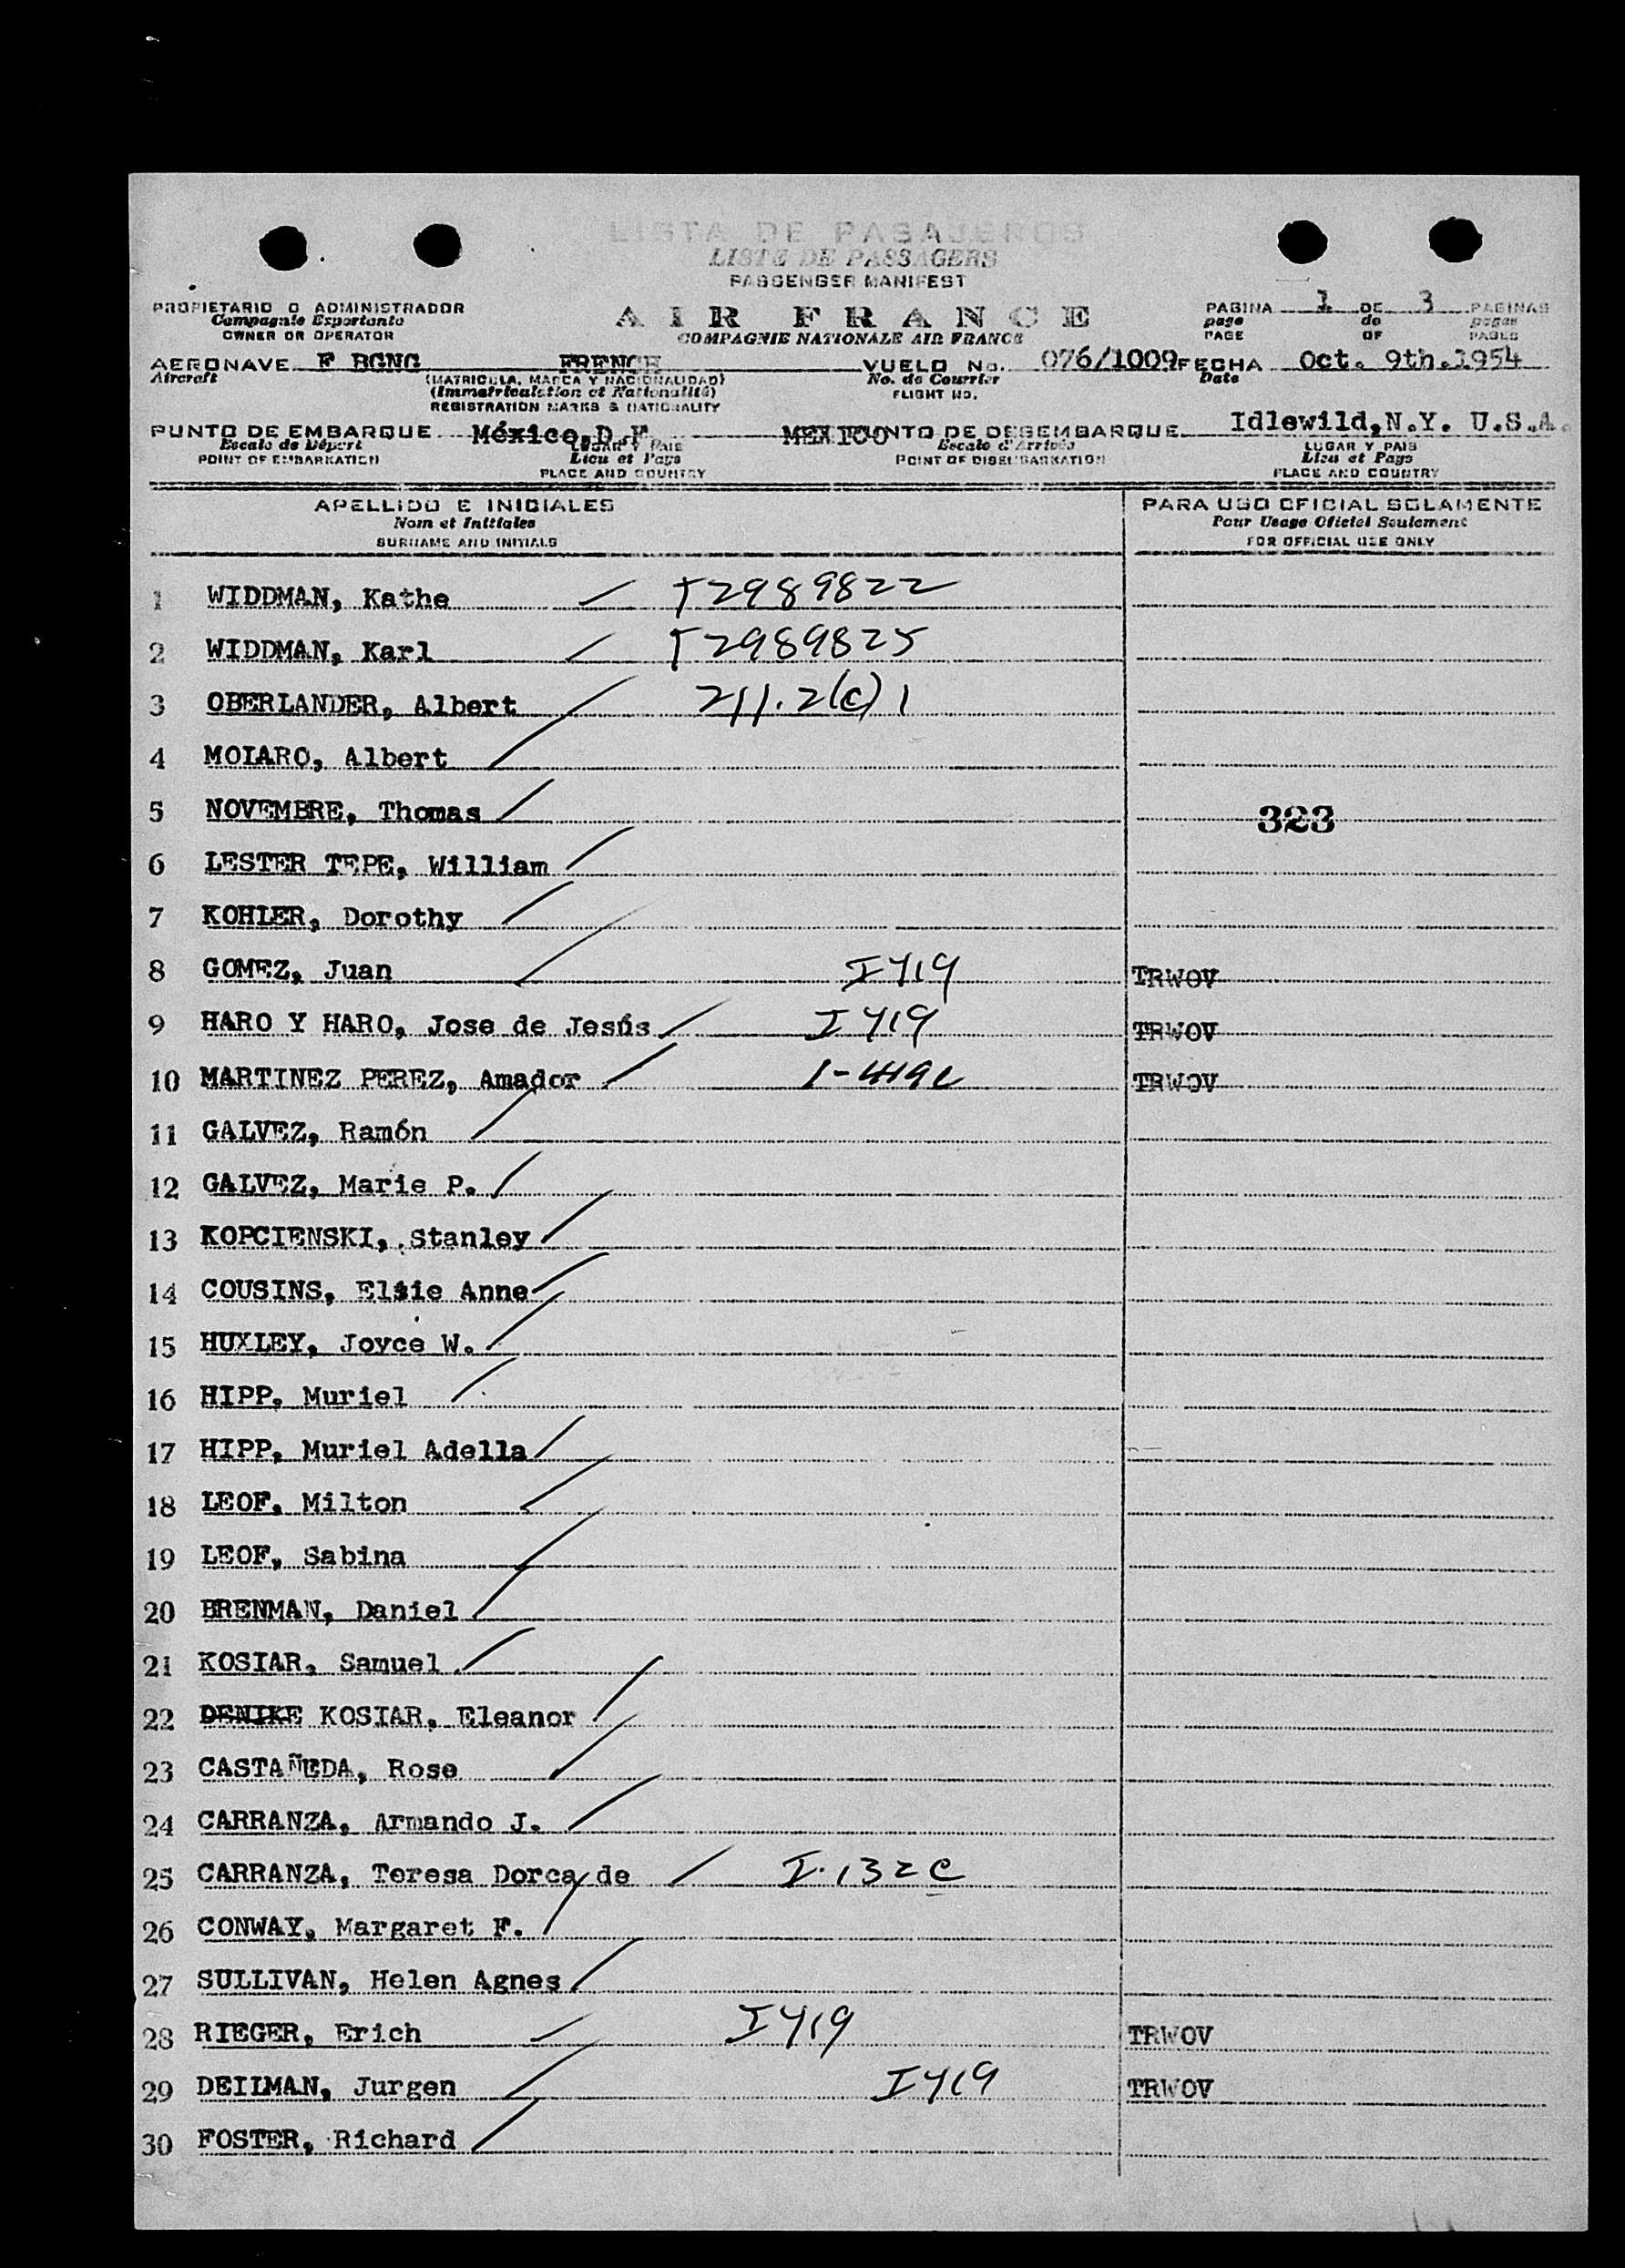 LISTA DE PASAJEROS
LISTE DE PASSAGERS
PASSENGER MANIFEST
PROPIETARIO O ADMINISTRADOR
Compagnie Exportante
OWNER OR OPERATOR
AIR FRANCE
COMPAGNIE NATIONALE AIR FRANCE
PAGINA 1 DE 3 PAGINAS
page de pages
PAGE OF PAGES
AERONAVE F BGNG FRENCH VUELO No. 076/1009 FECHA Oct. 9th.1954
Aircraft (MATRICULA, MARCA Y NACIONALIDAD) No. de Courrier Date
(Immatriculation et Nationalité) FLIGHT NO.
REGISTRATION MARKS & NATIONALITY
PUNTO DE EMBARQUE México,D.F. MEXICO PUNTO DE DESEMBARQUE Idlewild,N.Y. U.S.A.
Escale de Départ LUGAR Y PAIS Escale d'Arrivée LUGAR Y PAIS
POINT OF EMBARKATION Lieu et Pays POINT OF DISEMBARKATION Lieu et Pays
PLACE AND COUNTRY PLACE AND COUNTRY
APELLIDO E INICIALES PARA USO OFICIAL SOLAMENTE
Nom et Initiales Pour Usage Oficiel Seulement
SURNAME AND INITIALS FOR OFFICIAL USE ONLY
1 WIDDMAN, Kathe T2989822
2 WIDDMAN, Karl T2989825
3 OBERLANDER, Albert 211.2(c) 1
4 MOIARO, Albert
5 NOVEMBRE, Thomas 323
6 LESTER TEPE, William
7 KOHLER, Dorothy
8 GOMEZ, Juan I419 TRWOV
9 HARO Y HARO, Jose de Jesús I419 TRWOV
10 MARTINEZ PEREZ, Amador I-419C TRWOV
11 GALVEZ, Ramón
12 GALVEZ, Marie P.
13 KOPCIENSKI, Stanley
14 COUSINS, Elsie Anne
15 HUXLEY, Joyce W.
16 HIPP, Muriel
17 HIPP, Muriel Adella
18 LEOF, Milton
19 LEOF, Sabina
20 BRENMAN, Daniel
21 KOSIAR, Samuel
22 DENIKE KOSIAR, Eleanor
23 CASTAÑEDA, Rose
24 CARRANZA, Armando J.
25 CARRANZA, Teresa Dorca de I.132C
26 CONWAY, Margaret F.
27 SULLIVAN, Helen Agnes
28 RIEGER, Erich I419 TRWOV
29 DEILMAN, Jurgen I419 TRWOV
30 FOSTER, Richard